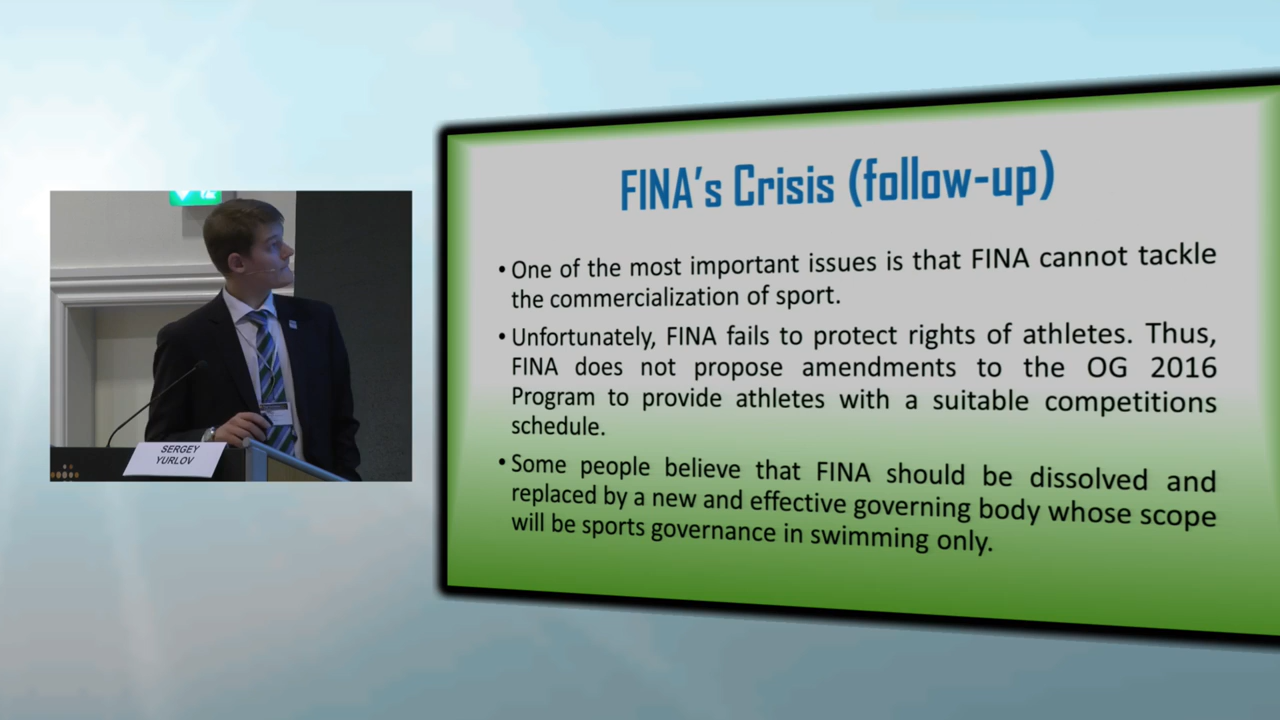 FINA's Crisis (follow-up)
• One of the most important issues is that FINA cannot tackle
the commercialization of sport.
• Unfortunately, FINA fails to protect rights of athletes. Thus,
FINA does not propose amendments to the OG 2016
Program to provide athletes with a suitable competitions
schedule.
• Some people believe that FINA should be dissolved and
replaced by a new and effective governing body whose scope
will be sports governance in swimming only.
SERGEY
YURLOV